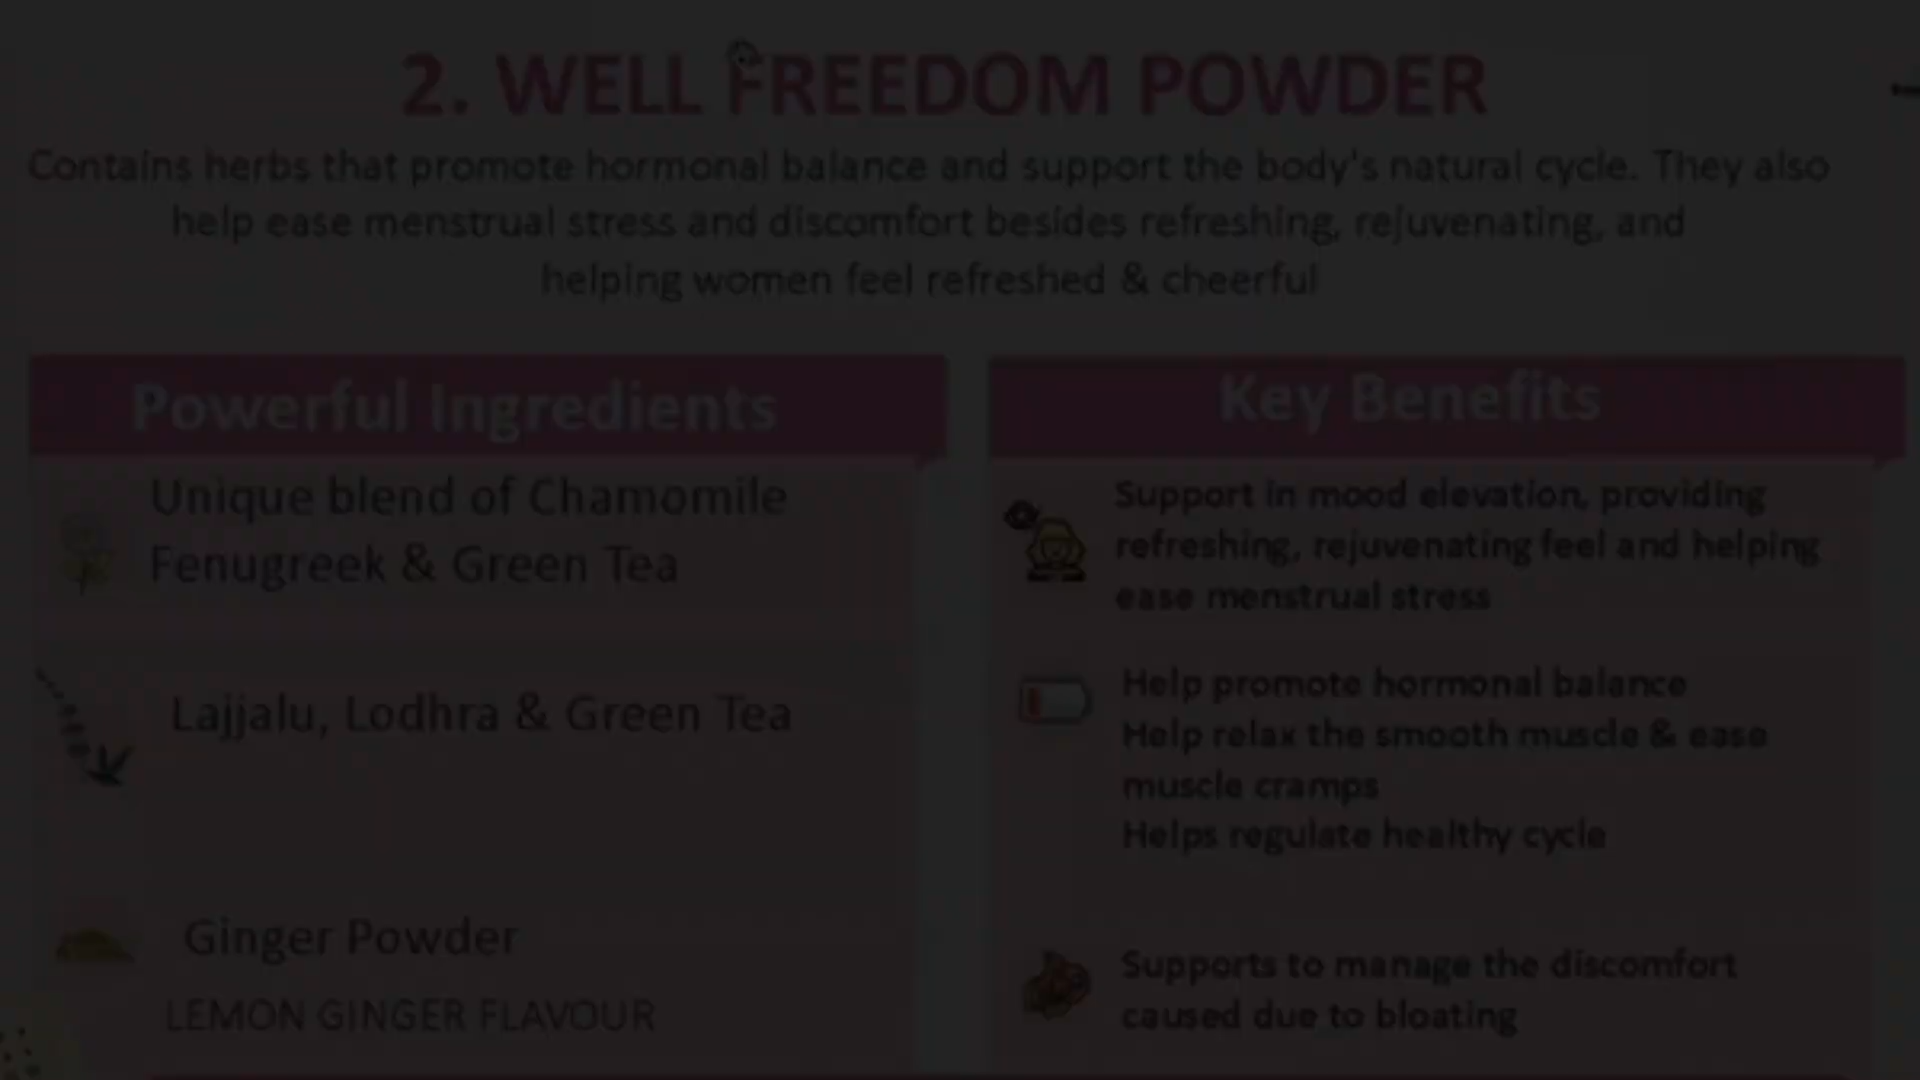 2. WELL FREEDOM POWDER
Contains herbs that promote hormonal balance and support the body's natural cycle. They also
help ease menstrual stress and discomfort besides refreshing, rejuvenating, and
helping women feel refreshed & cheerful
Powerful Ingredients
Unique blend of Chamomile
Fenugreek & Green Tea
Lajjalu, Lodhra & Green Tea
Ginger Powder
LEMON GINGER FLAVOUR
Key Benefits
Support in mood elevation, providing
refreshing, rejuvenating feel and helping
ease menstrual stress
Help promote hormonal balance
Help relax the smooth muscle & ease
muscle cramps
Helps regulate healthy cycle
Supports to manage the discomfort
caused due to bloating